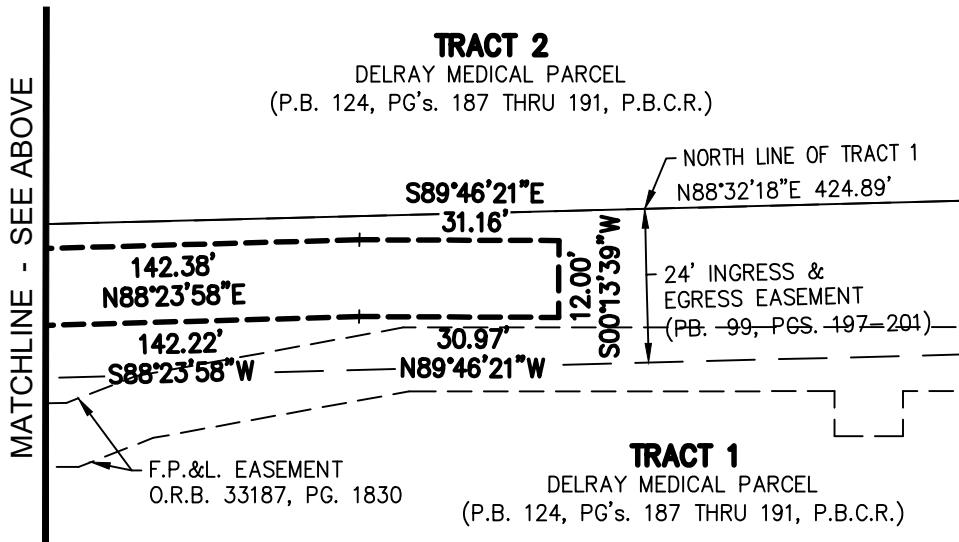 MATCHLINE - SEE ABOVE
TRACT 2
DELRAY MEDICAL PARCEL
(P.B. 124, PG's. 187 THRU 191, P.B.C.R.)
NORTH LINE OF TRACT 1
N88°32'18"E 424.89'
S89°46'21"E
31.16'
142.38'
N88°23'58"E
12.00'
S00°13'39"W
24' INGRESS &
EGRESS EASEMENT
(PB. 99, PGS. 197-201)
142.22'
S88°23'58"W
30.97'
N89°46'21"W
F.P.&L. EASEMENT
O.R.B. 33187, PG. 1830
TRACT 1
DELRAY MEDICAL PARCEL
(P.B. 124, PG's. 187 THRU 191, P.B.C.R.)